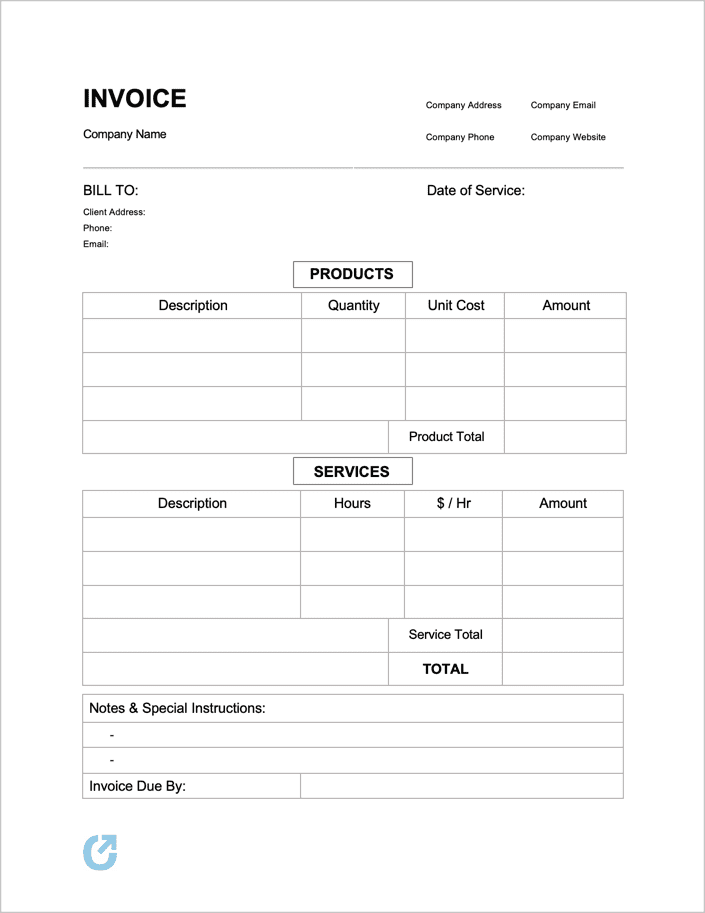 INVOICE
Company Address Company Email
Company Name
Company Phone Company Website
BILL TO:
Date of Service:
Client Address:
Phone:
Email:
PRODUCTS
Description Quantity Unit Cost Amount
Product Total
SERVICES
Description Hours $ / Hr Amount
Service Total
TOTAL
Notes & Special Instructions:
-
-
Invoice Due By: